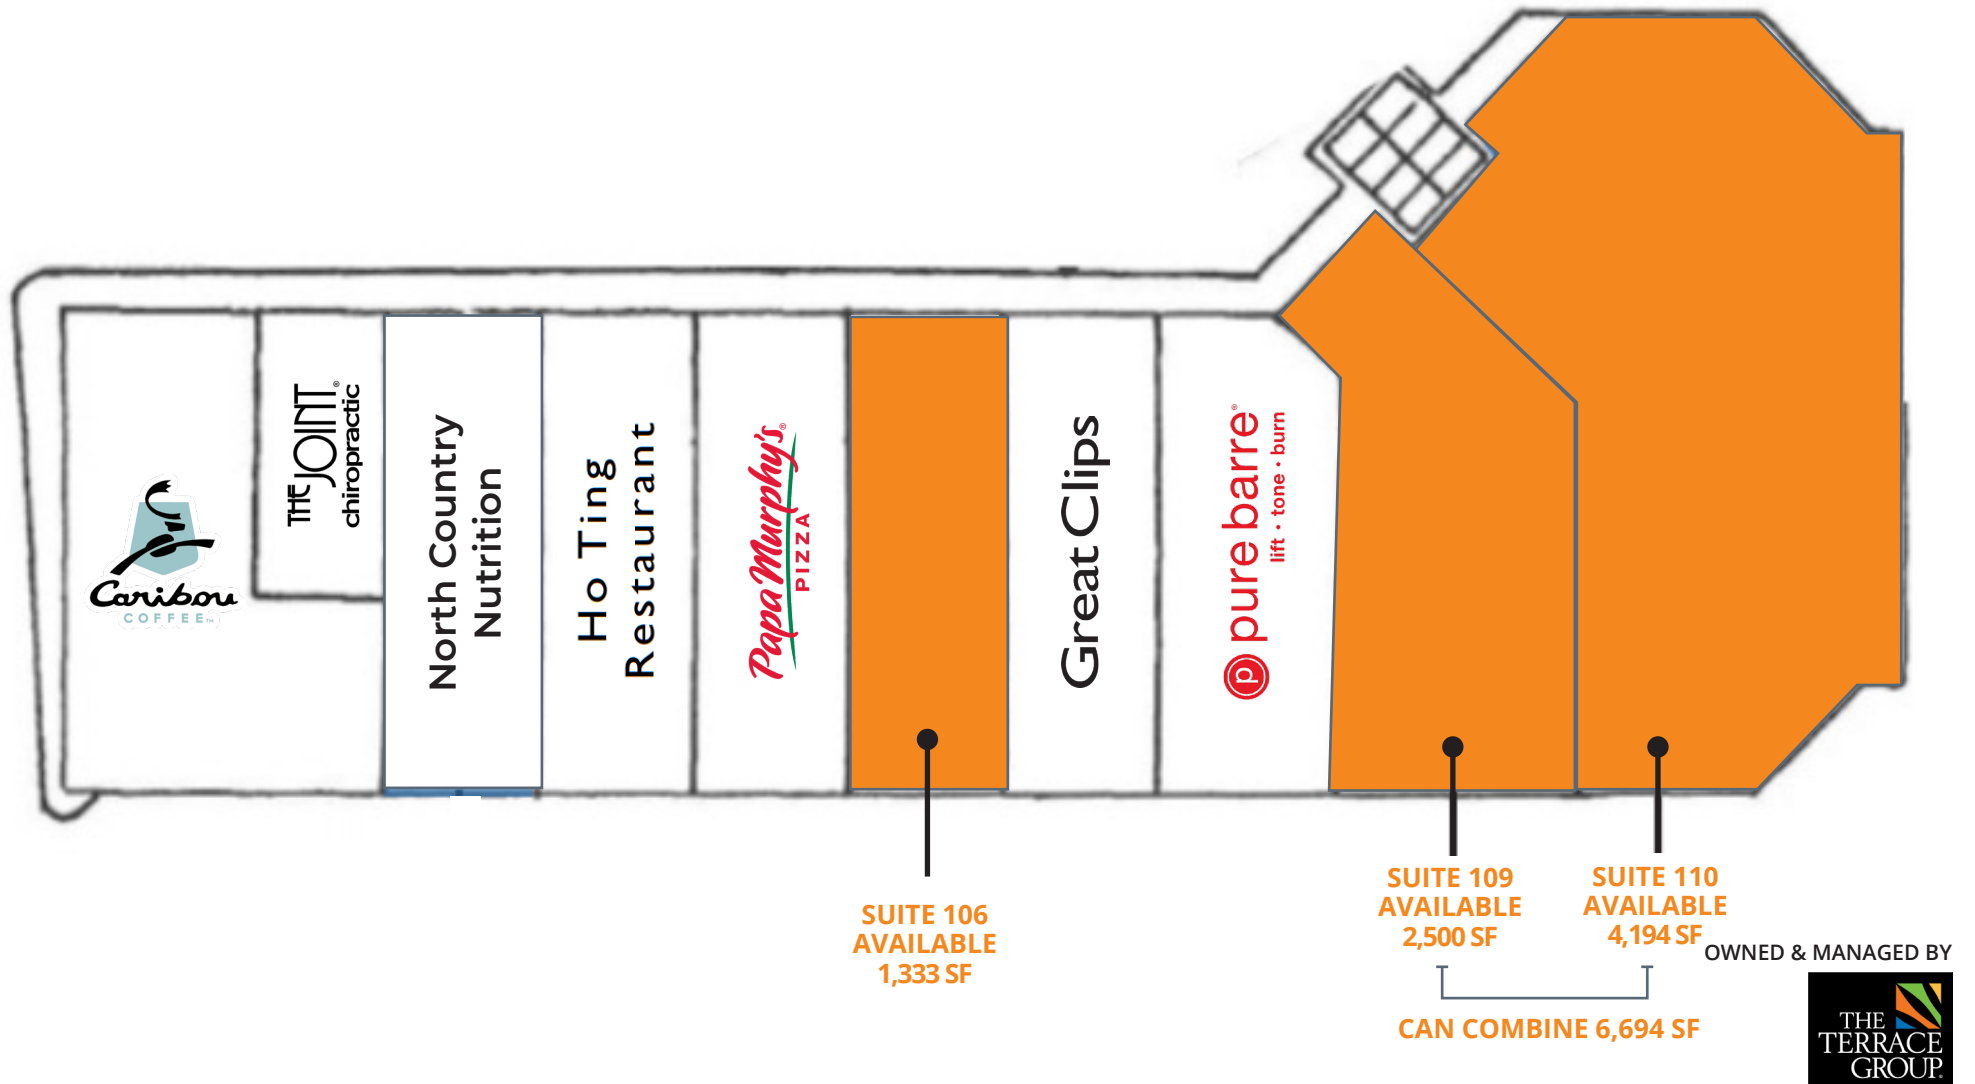 Caribou
COFFEE™
THE JOINT®
chiropractic
North Country
Nutrition
Ho Ting
Restaurant
Papa Murphy's®
PIZZA
Great Clips
p pure barre®
lift • tone • burn
SUITE 106
AVAILABLE
1,333 SF
SUITE 109
AVAILABLE
2,500 SF
SUITE 110
AVAILABLE
4,194 SF
CAN COMBINE 6,694 SF
OWNED & MANAGED BY
THE
TERRACE
GROUP.